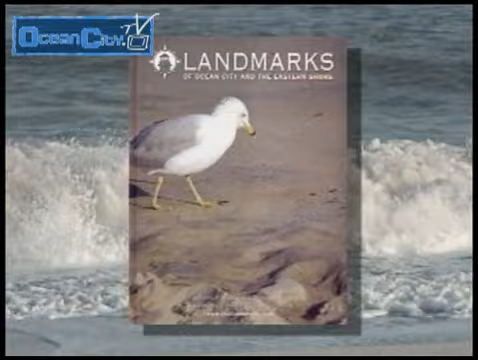 OceanCity.TV
LANDMARKS
OF OCEAN CITY AND THE EASTERN SHORE